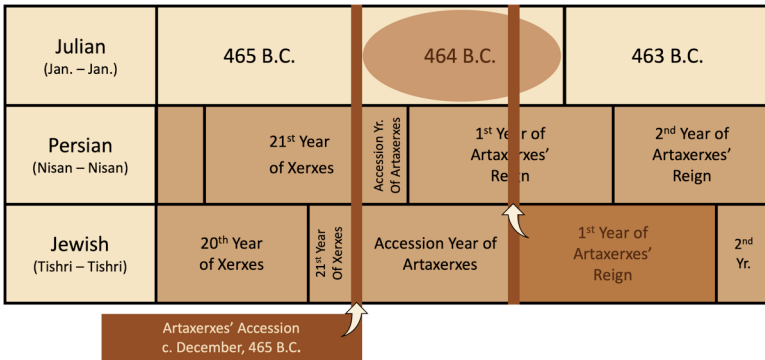 Julian
(Jan. – Jan.)
465 B.C.
464 B.C.
463 B.C.
Persian
(Nisan – Nisan)
21st Year
of Xerxes
Accession Yr.
Of Artaxerxes
1st Year of
Artaxerxes’
Reign
2nd Year of
Artaxerxes’
Reign
Jewish
(Tishri – Tishri)
20th Year
of Xerxes
21st Year
Of Xerxes
Accession Year of
Artaxerxes
1st Year of
Artaxerxes’
Reign
2nd
Yr.
Artaxerxes’ Accession
c. December, 465 B.C.